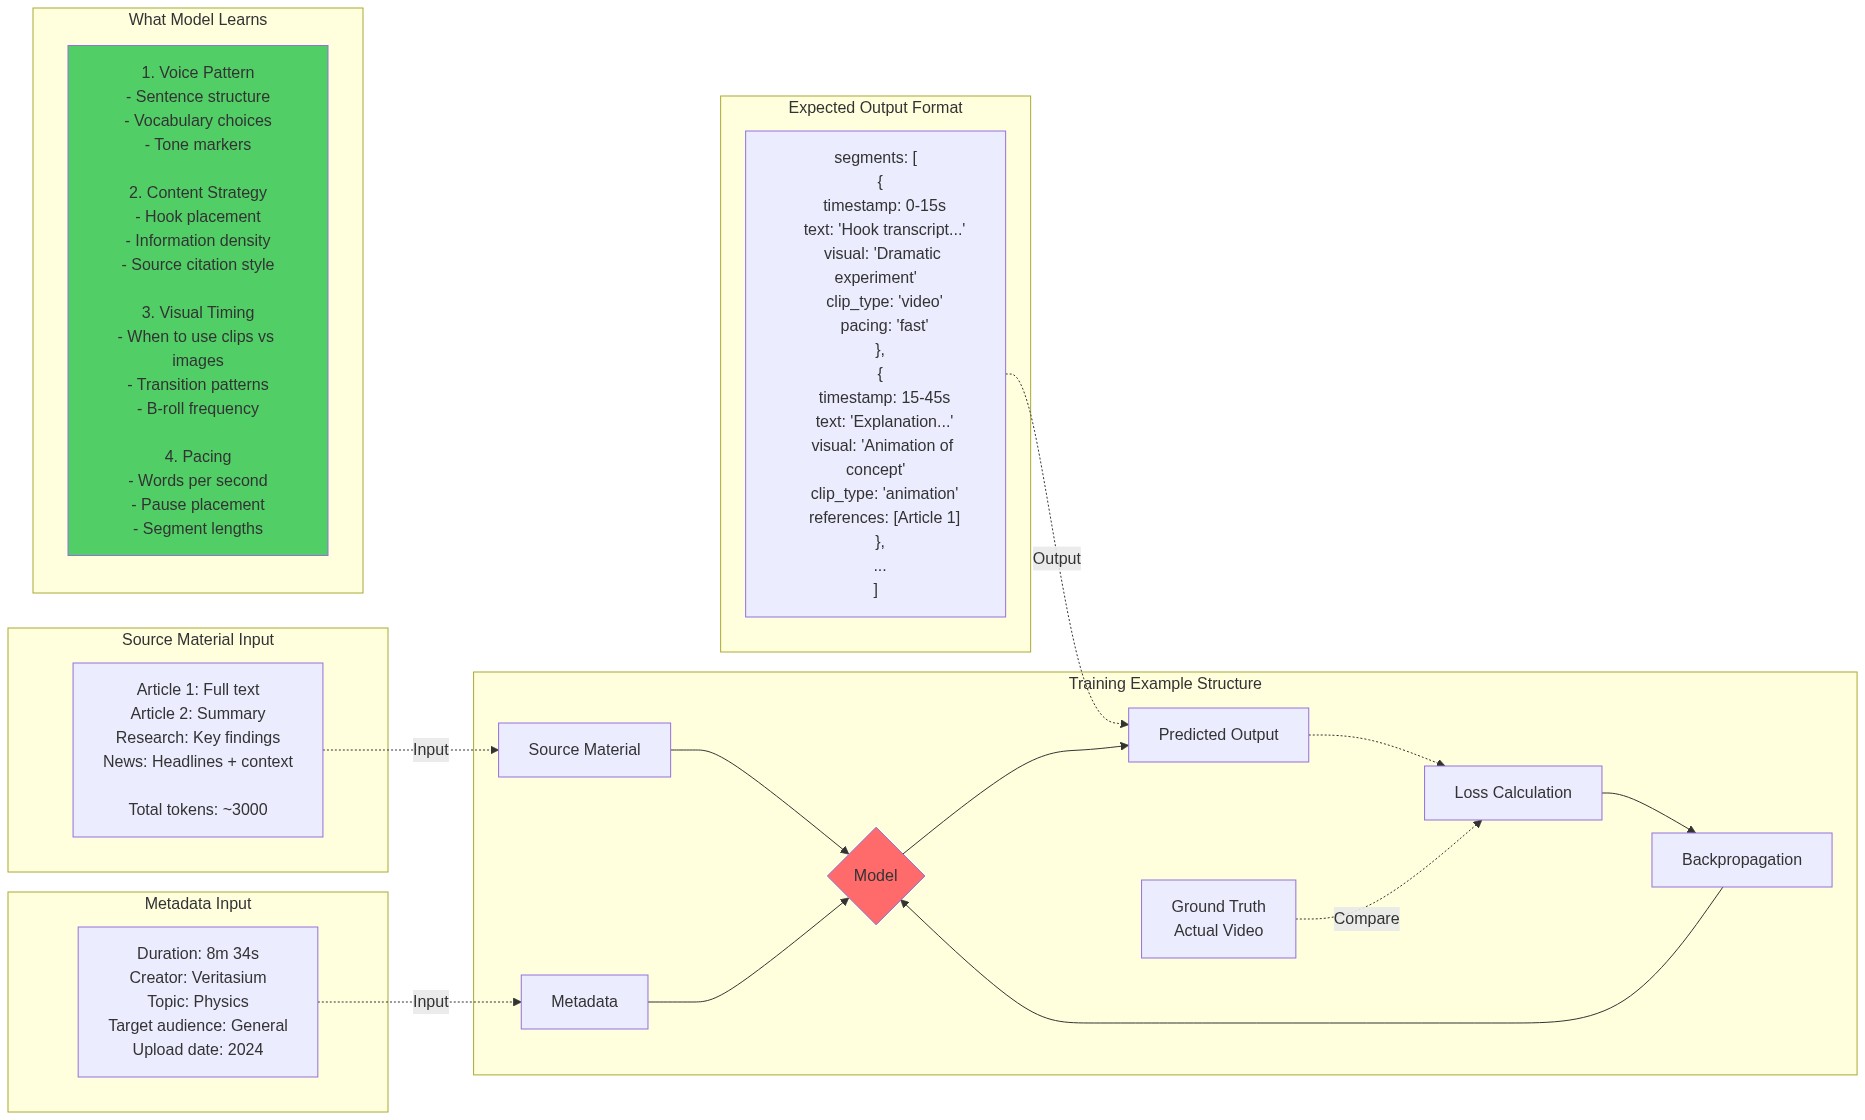 What Model Learns
1. Voice Pattern
- Sentence structure
- Vocabulary choices
- Tone markers
2. Content Strategy
- Hook placement
- Information density
- Source citation style
3. Visual Timing
- When to use clips vs
images
- Transition patterns
- B-roll frequency
4. Pacing
- Words per second
- Pause placement
- Segment lengths
Expected Output Format
segments: [
{
timestamp: 0-15s
text: 'Hook transcript...'
visual: 'Dramatic
experiment'
clip_type: 'video'
pacing: 'fast'
},
{
timestamp: 15-45s
text: 'Explanation...'
visual: 'Animation of
concept'
clip_type: 'animation'
references: [Article 1]
},
...
]
Output
Source Material Input
Article 1: Full text
Article 2: Summary
Research: Key findings
News: Headlines + context
Total tokens: ~3000
Input
Metadata Input
Duration: 8m 34s
Creator: Veritasium
Topic: Physics
Target audience: General
Upload date: 2024
Input
Training Example Structure
Source Material
Metadata
Model
Predicted Output
Ground Truth
Actual Video
Compare
Loss Calculation
Backpropagation